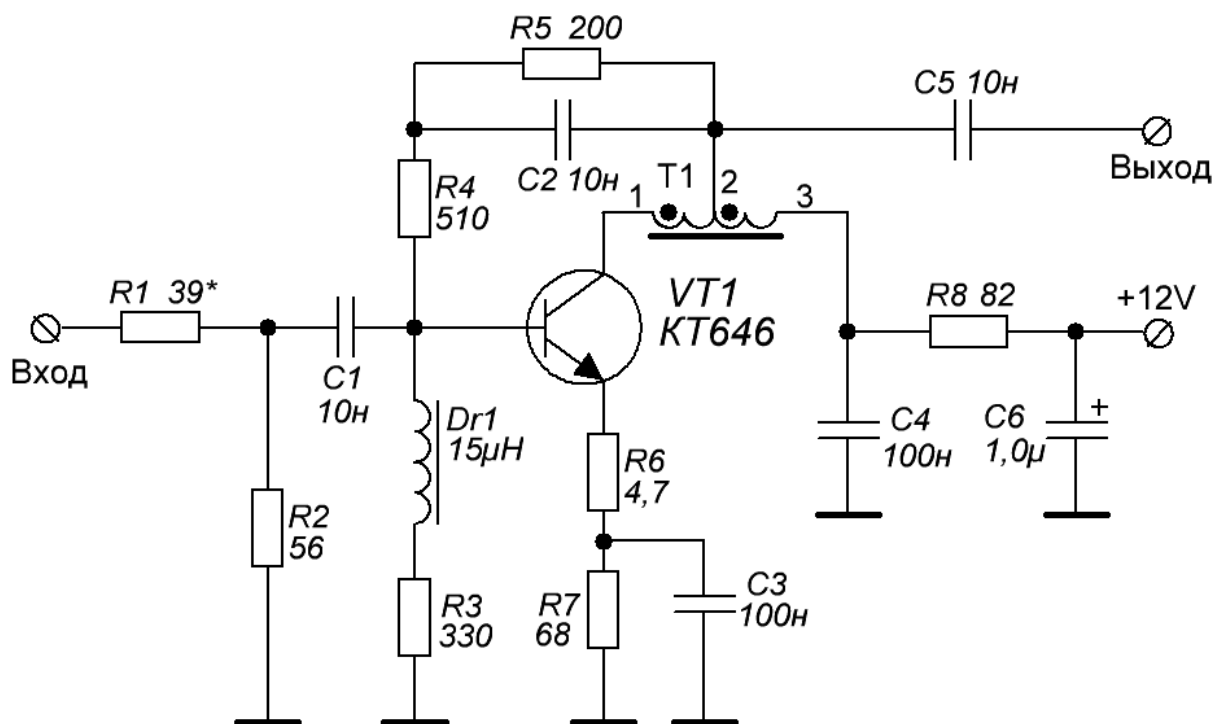 R5 200
C5 10н
Выход
C2 10н
T1
1
2
3
R4
510
R1 39*
Вход
C1
10н
VT1
КТ646
R8 82
+12V
Dr1
15µH
R6
4,7
C4
100н
C6
1,0µ
+
R2
56
R3
330
R7
68
C3
100н